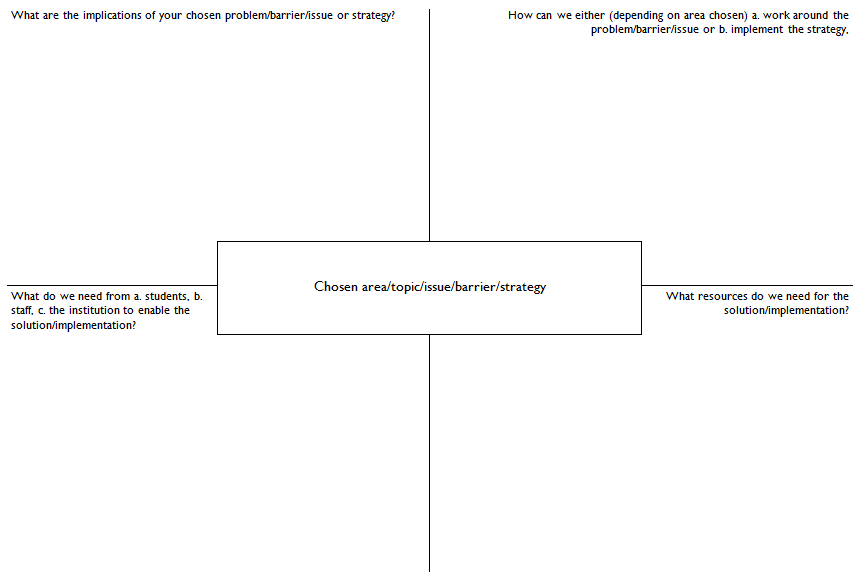 What are the implications of your chosen problem/barrier/issue or strategy?
How can we either (depending on area chosen) a. work around the
problem/barrier/issue or b. implement the strategy,
Chosen area/topic/issue/barrier/strategy
What do we need from a. students, b.
staff, c. the institution to enable the
solution/implementation?
What resources do we need for the
solution/implementation?